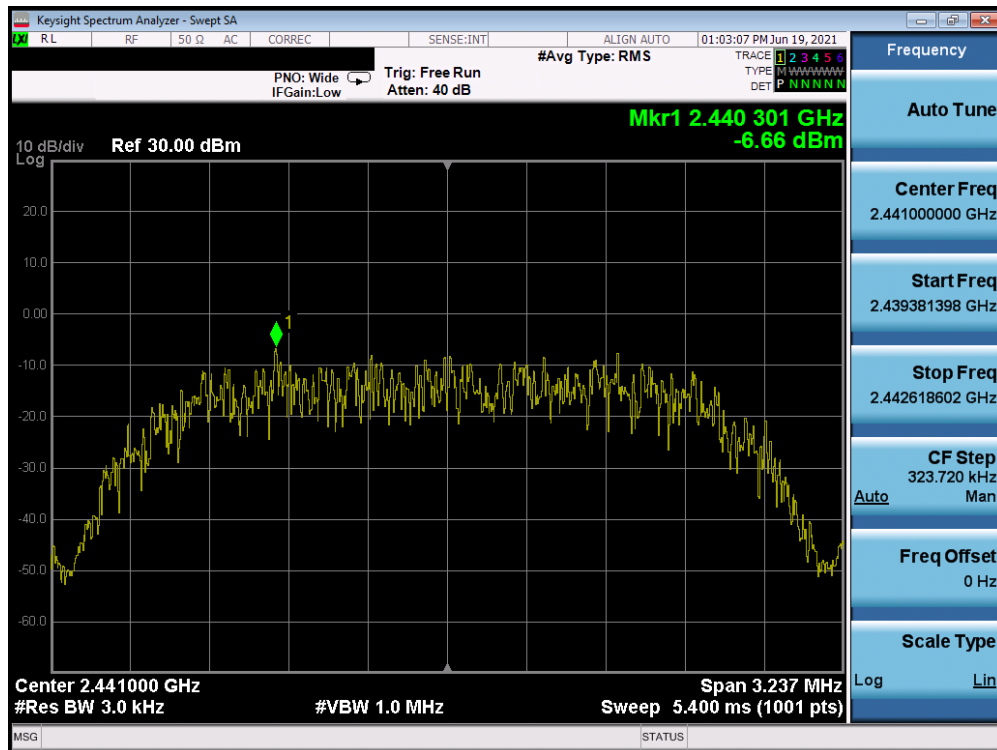 Keysight Spectrum Analyzer - Swept SA
LXI RL RF 50 Ω AC CORREC SENSE:INT ALIGN AUTO 01:03:07 PM Jun 19, 2021
PNO: Wide Trig: Free Run #Avg Type: RMS TRACE 1 2 3 4 5 6
IFGain:Low Atten: 40 dB TYPE M WWWWW
DET P N N N N N
Mkr1 2.440 301 GHz
-6.66 dBm
10 dB/div Ref 30.00 dBm
Log
20.0
10.0
0.00
1
-10.0
-20.0
-30.0
-40.0
-50.0
-60.0
Center 2.441000 GHz Span 3.237 MHz
#Res BW 3.0 kHz #VBW 1.0 MHz Sweep 5.400 ms (1001 pts)
MSG STATUS
Frequency
Auto Tune
Center Freq
2.441000000 GHz
Start Freq
2.439381398 GHz
Stop Freq
2.442618602 GHz
CF Step
323.720 kHz
Auto Man
Freq Offset
0 Hz
Scale Type
Log Lin